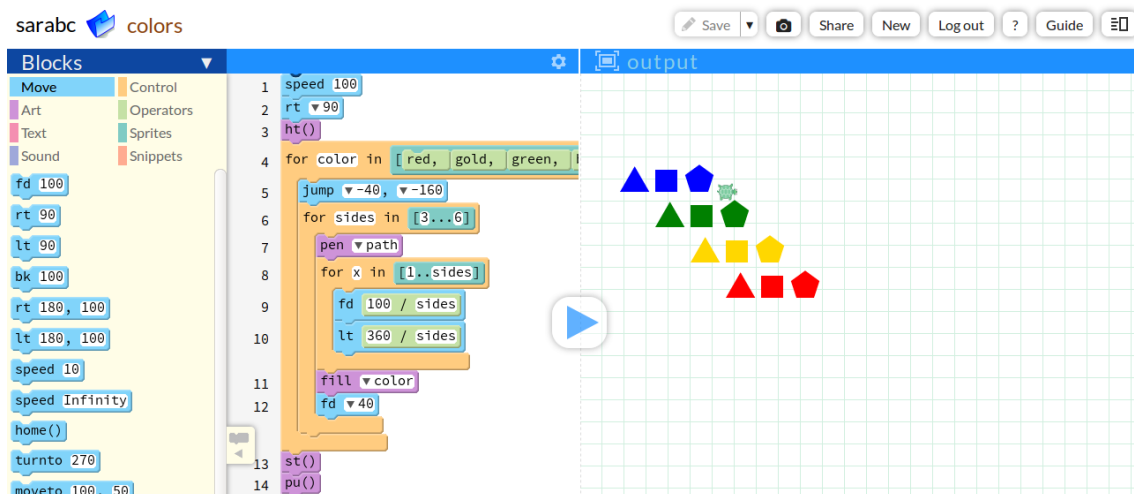 sarabc colors Save ▼ Share New Log out ? Guide
Blocks ▼ output
Move Control
Art Operators
Text Sprites
Sound Snippets
fd 100
rt 90
lt 90
bk 100
rt 180, 100
lt 180, 100
speed 10
speed Infinity
home()
turnto 270
moveto 100, 50
1 speed 100
2 rt ▼90
3 ht()
4 for color in [red, gold, green,
5 jump ▼-40, ▼-160
6 for sides in [3...6]
7 pen ▼path
8 for x in [1..sides]
9 fd 100 / sides
10 lt 360 / sides
11 fill ▼color
12 fd ▼40
13 st()
14 pu()